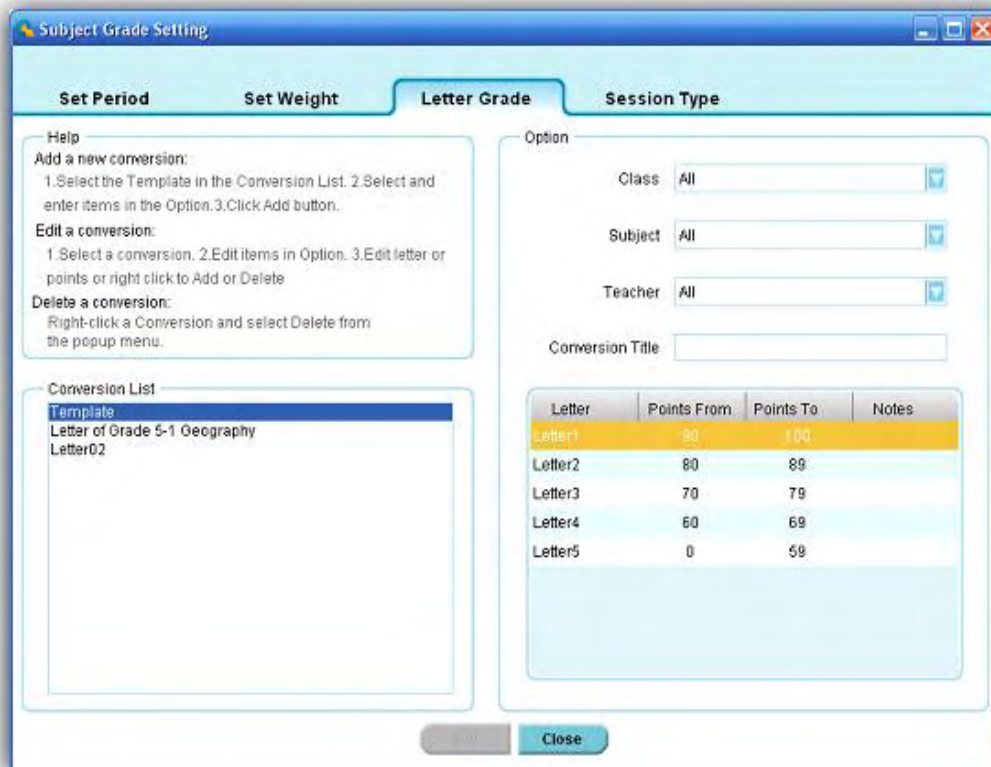 Subject Grade Setting
Set Period Set Weight Letter Grade Session Type
Help
Add a new conversion:
1.Select the Template in the Conversion List. 2.Select and
enter items in the Option.3.Click Add button.
Edit a conversion:
1.Select a conversion. 2.Edit items in Option. 3.Edit letter or
points or right click to Add or Delete
Delete a conversion:
Right-click a Conversion and select Delete from
the popup menu.
Conversion List
Template
Letter of Grade 5-1 Geography
Letter02
Option
Class All
Subject All
Teacher All
Conversion Title
Letter Points From Points To Notes
Letter1 90 100
Letter2 80 89
Letter3 70 79
Letter4 60 69
Letter5 0 59
Close